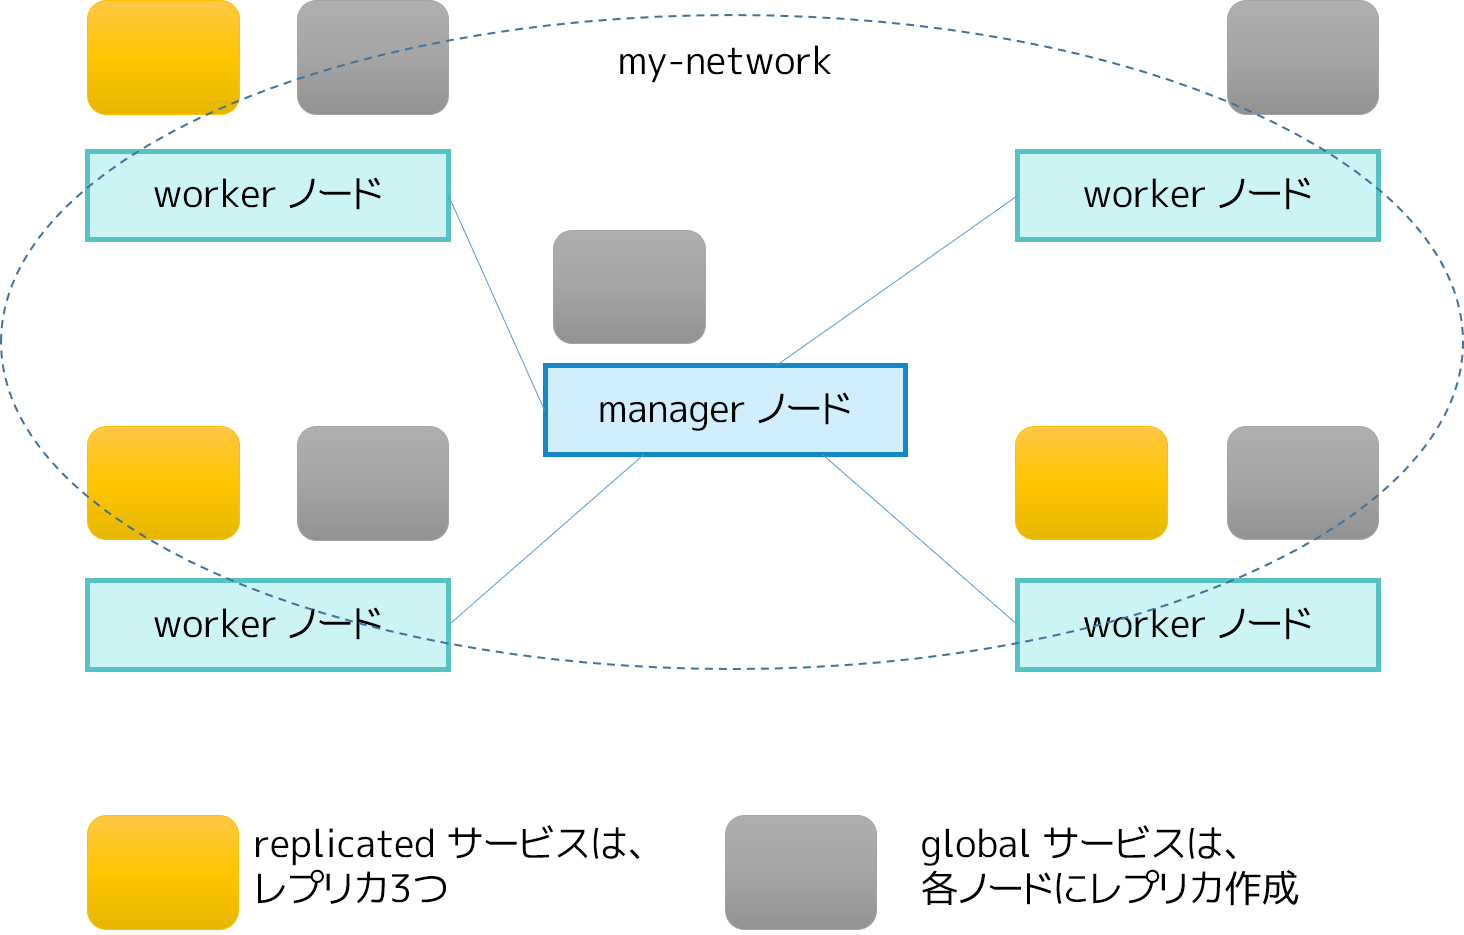 my-network
worker ノード
worker ノード
manager ノード
worker ノード
worker ノード
replicated サービスは、
レプリカ3つ
global サービスは、
各ノードにレプリカ作成